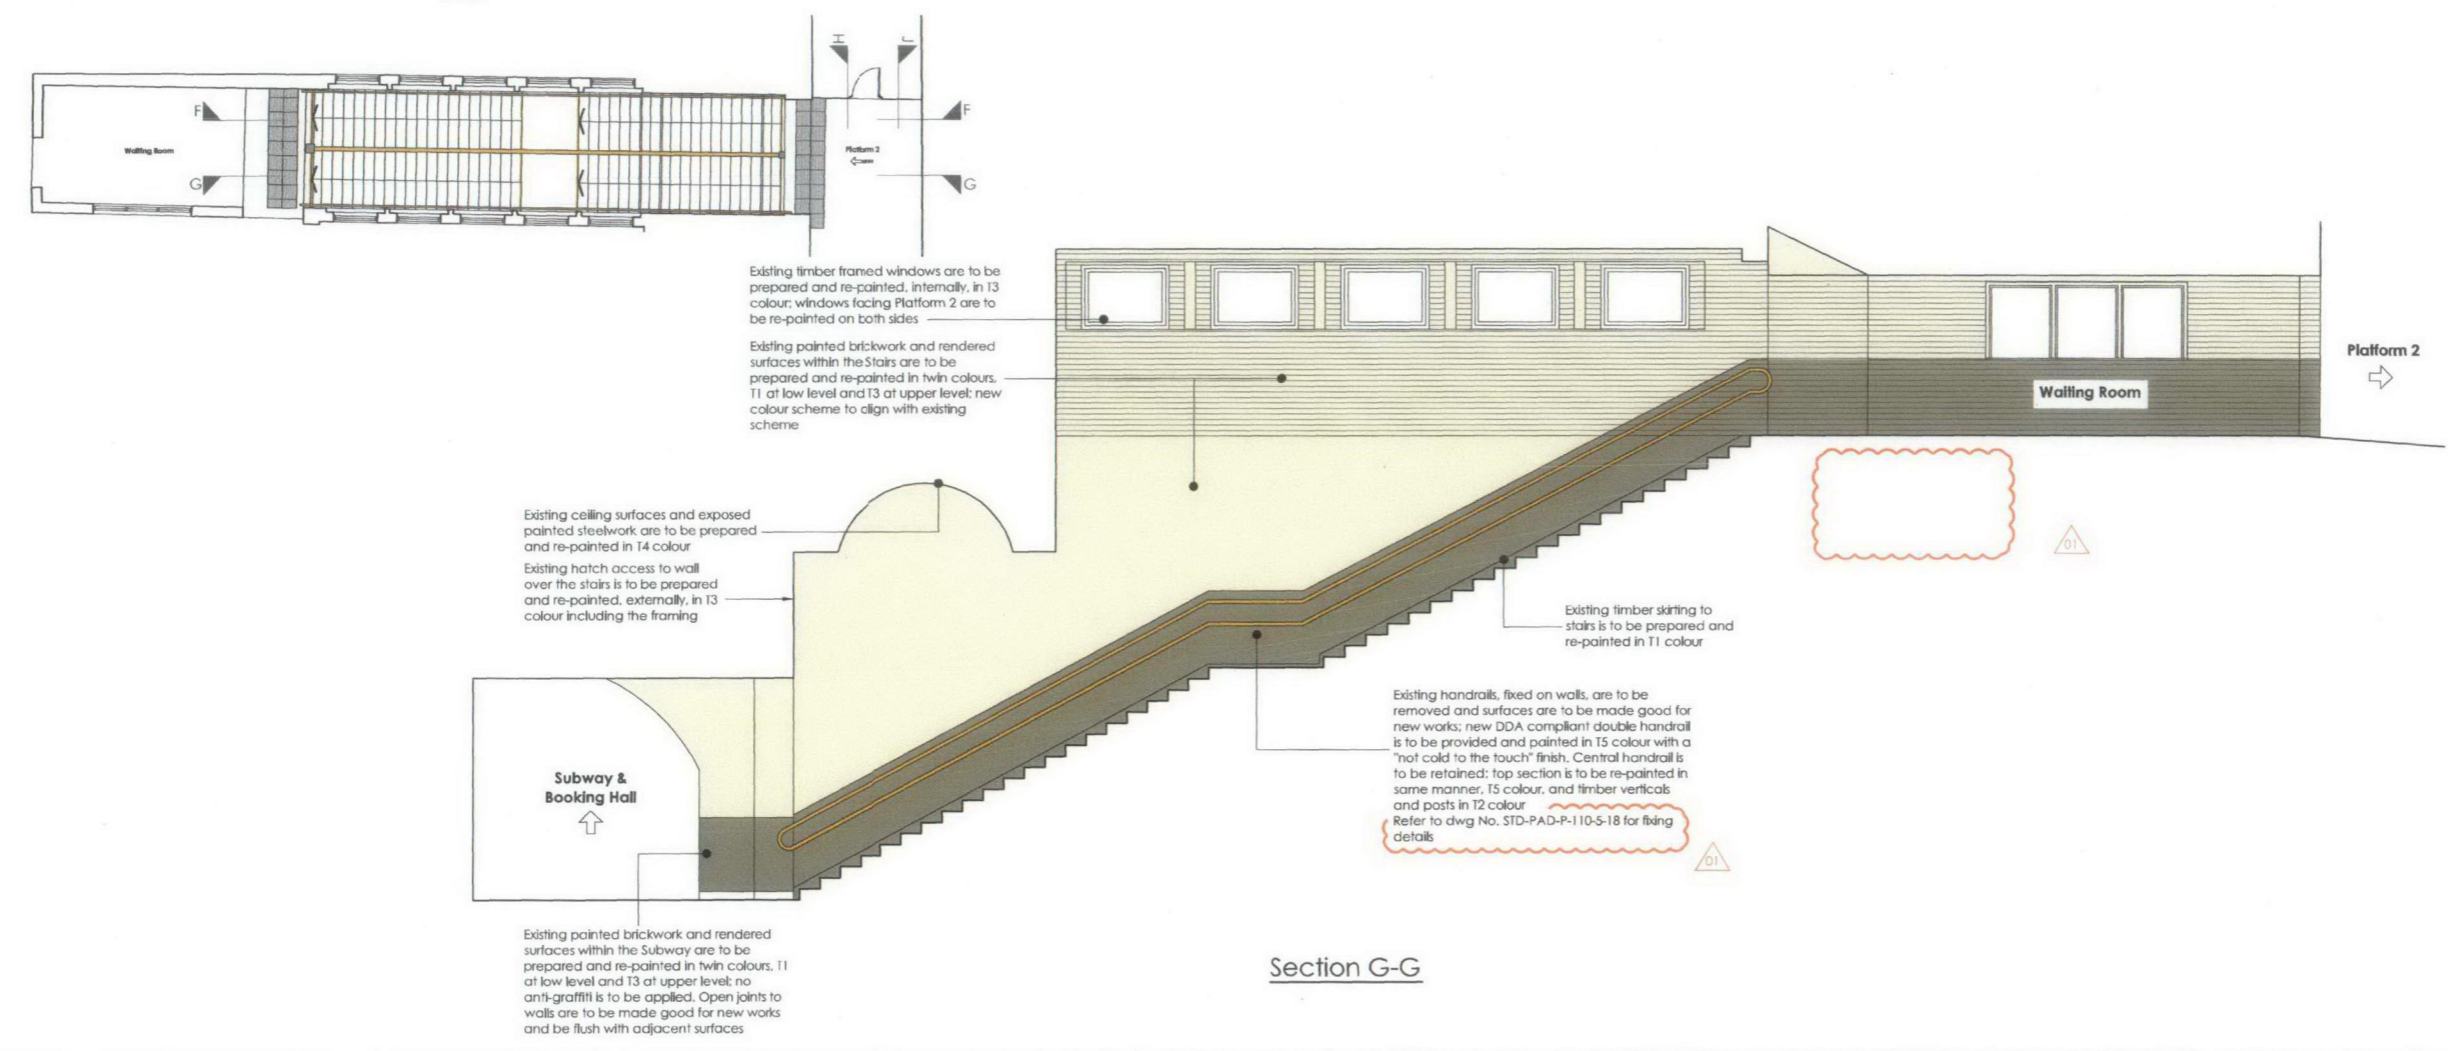 H
J
F
F
Waiting Room
Platform 2
G
G
Existing timber framed windows are to be
prepared and re-painted, internally, in T3
colour; windows facing Platform 2 are to
be re-painted on both sides
Existing painted brickwork and rendered
surfaces within the Stairs are to be
prepared and re-painted in twin colours,
T1 at low level and T3 at upper level; new
colour scheme to align with existing
scheme
Platform 2
Waiting Room
Existing ceiling surfaces and exposed
painted steelwork are to be prepared
and re-painted in T4 colour
Existing hatch access to wall
over the stairs is to be prepared
and re-painted, externally, in T3
colour including the framing
01
Existing timber skirting to
stairs is to be prepared and
re-painted in T1 colour
Existing handrails, fixed on walls, are to be
removed and surfaces are to be made good for
new works; new DDA compliant double handrail
is to be provided and painted in T5 colour with a
"not cold to the touch" finish. Central handrail is
to be retained; top section is to be re-painted in
same manner, T5 colour, and timber verticals
and posts in T2 colour
Refer to dwg No. STD-PAD-P-110-5-18 for fixing
details
01
Subway &
Booking Hall
Existing painted brickwork and rendered
surfaces within the Subway are to be
prepared and re-painted in twin colours, T1
at low level and T3 at upper level; no
anti-graffiti is to be applied. Open joints to
walls are to be made good for new works
and be flush with adjacent surfaces
Section G-G